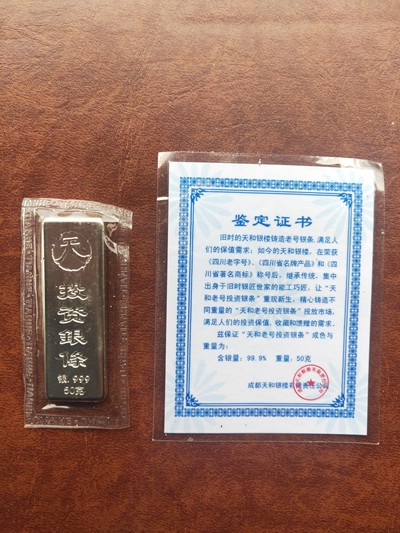 天
投
资
銀
條
银.999
50克
鉴定证书
旧时的天和银楼铸造老号银条,满足人
们的保值需求，如今的天和银楼，在荣获
《四川老字号》、《四川省名牌产品》和《四
川省著名商标》称号后，继承传统，集中
出身于旧时银匠世家的能工巧匠，让“天
和老号投资银条”重现新生，精心铸造不
同重量的“天和老号投资银条”投放市场，
满足人们的投资保值、收藏和馈赠的需求。
兹保证“天和老号投资银条”成色与
重量为：
含银量：99.9% 重量：50克
成都天和银楼有限责任公司